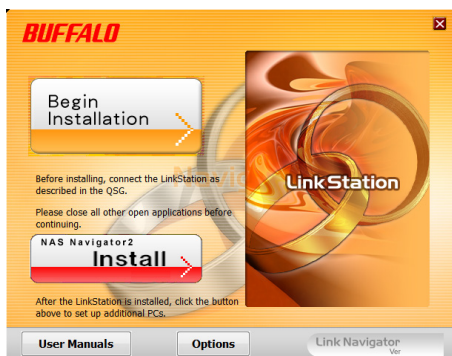 BUFFALO
Begin
Installation
Before installing, connect the LinkStation as
described in the QSG.
Please close all other open applications before
continuing.
LinkStation
NAS Navigator2
Install
After the LinkStation is installed, click the button
above to set up additional PCs.
User Manuals
Options
Link Navigator
Ver